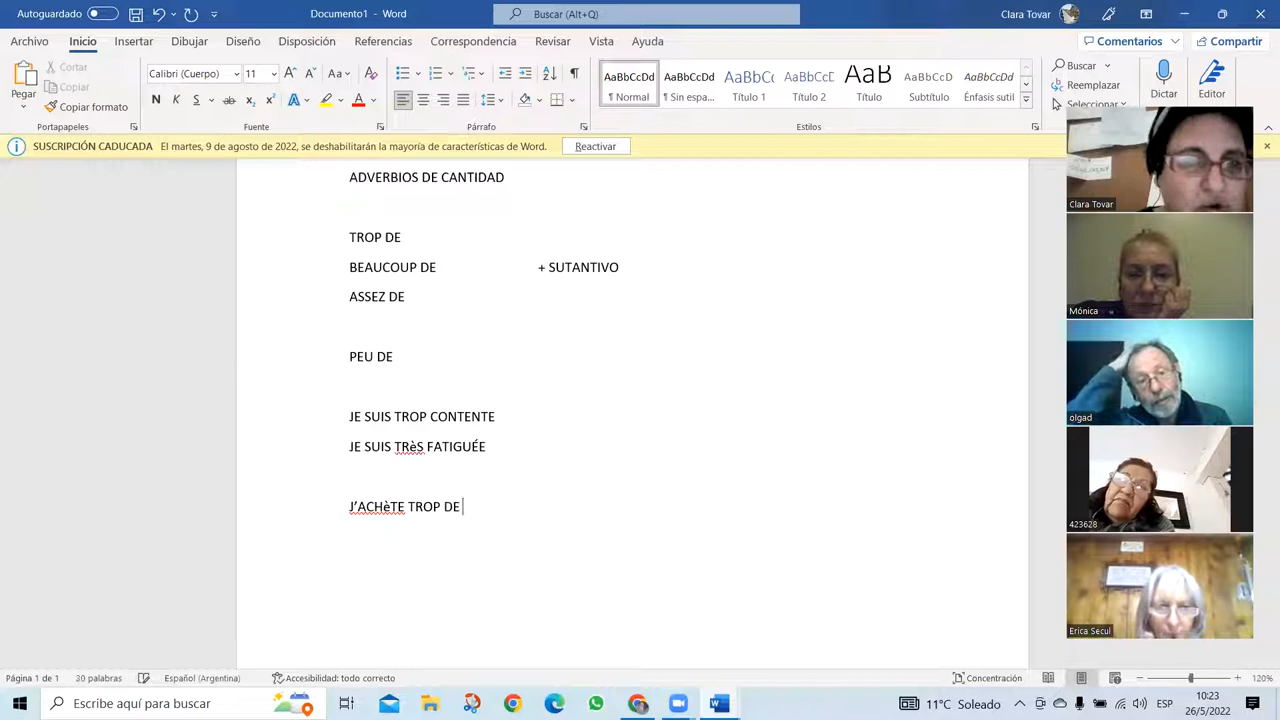 Autoguardado
Documento1 - Word
Buscar (Alt+Q)
Clara Tovar
Archivo Inicio Insertar Dibujar Diseño Disposición Referencias Correspondencia Revisar Vista Ayuda Comentarios Compartir
Pegar
Cortar
Copiar
Copiar formato
Portapapeles
Calibri (Cuerpo) 11
Fuente
Párrafo
AaBbCcDd AaBbCcDd AaBbCc AaBbCcE AaB AaBbCcD AaBbCcDd
¶ Normal ¶ Sin espa... Título 1 Título 2 Título Subtítulo Énfasis sutil
Estilos
Buscar
Reemplazar
Seleccionar
Dictar
Editor
SUSCRIPCIÓN CADUCADA El martes, 9 de agosto de 2022, se deshabilitarán la mayoría de características de Word. Reactivar
ADVERBIOS DE CANTIDAD
TROP DE
BEAUCOUP DE + SUTANTIVO
ASSEZ DE
PEU DE
JE SUIS TROP CONTENTE
JE SUIS TRèS FATIGUÉE
J’ACHèTE TROP DE
Clara Tovar
Mónica
olgad
423628
Erica Secul
Página 1 de 1 30 palabras Español (Argentina) Accesibilidad: todo correcto Concentración 120%
Escribe aquí para buscar
11°C Soleado
ESP
10:23
26/5/2022